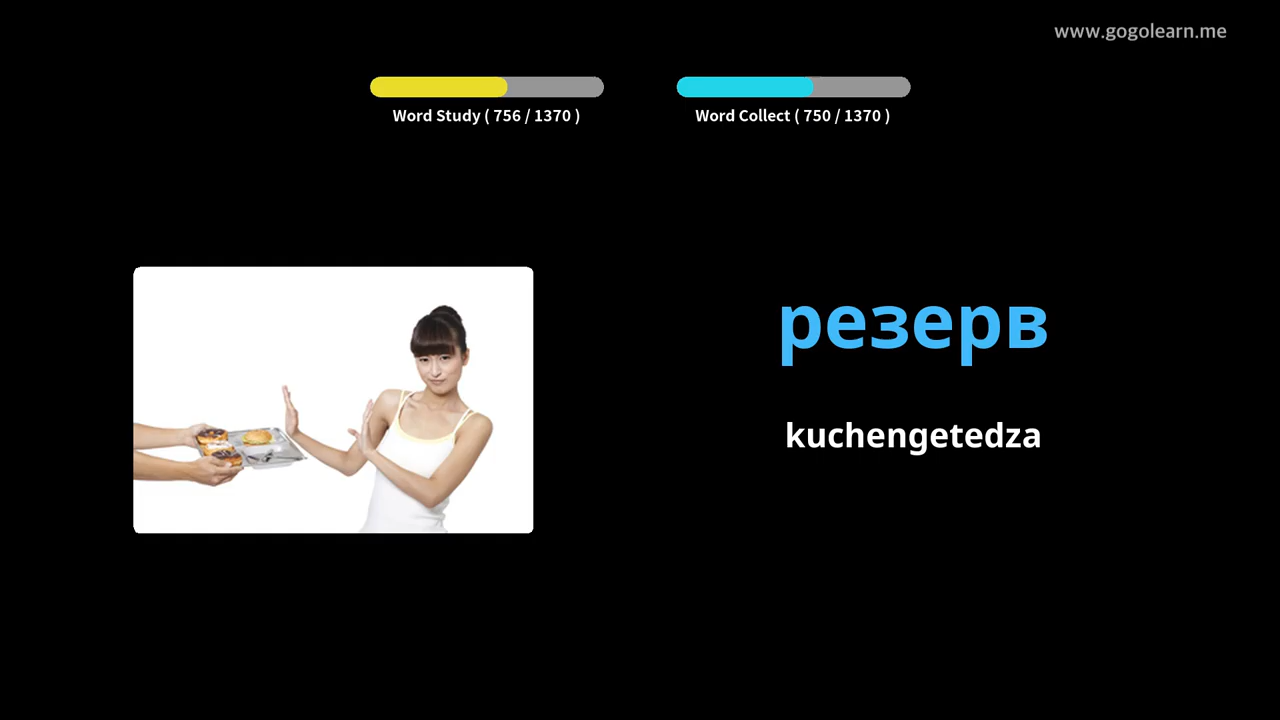 www.gogolearn.me
Word Study ( 756 / 1370 )
Word Collect ( 750 / 1370 )
резерв
kuchengetedza